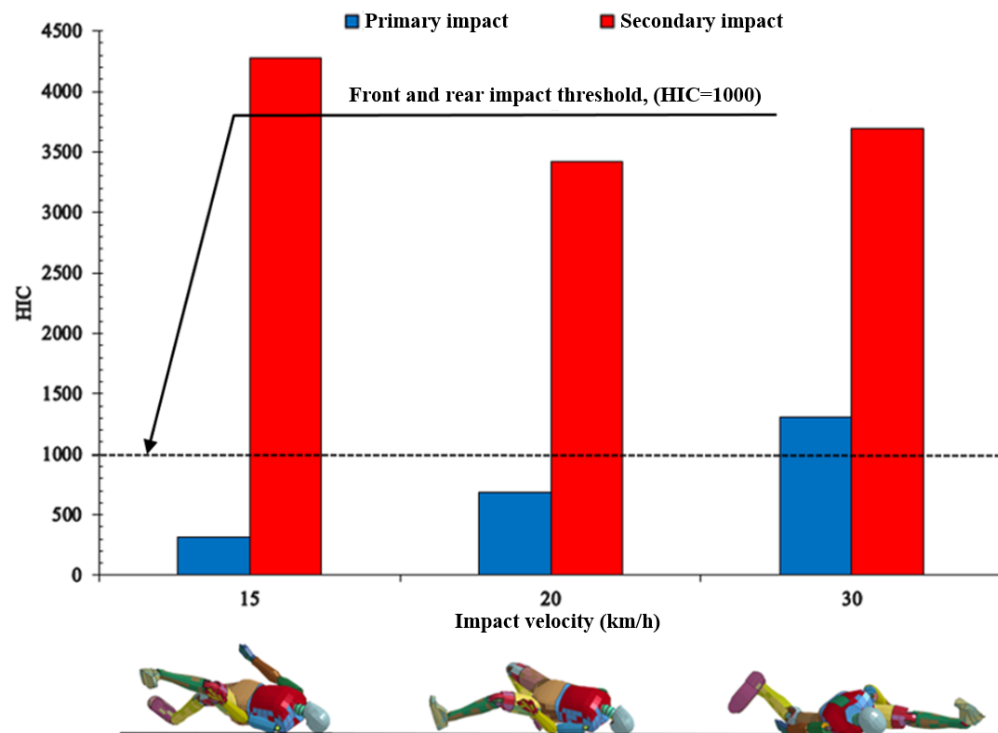 Primary impact
Secondary impact
4500
4000
3500
3000
2500
2000
1500
1000
500
0
HIC
Front and rear impact threshold, (HIC=1000)
15
20
30
Impact velocity (km/h)